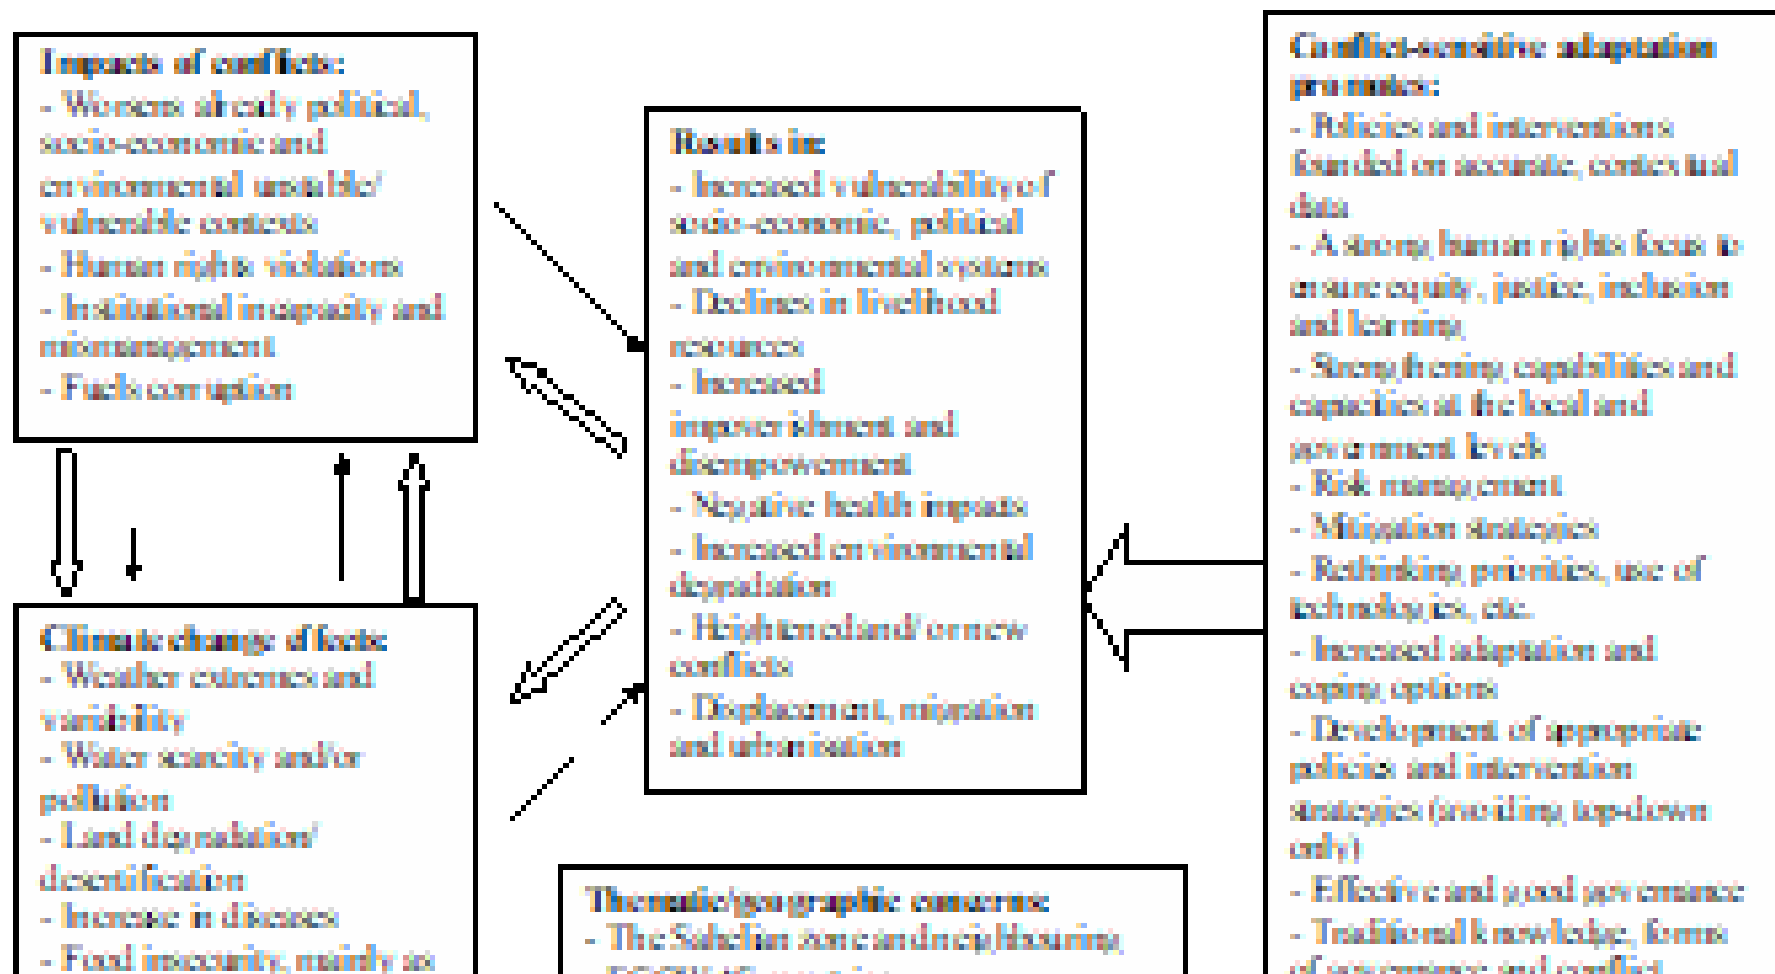 Impacts of conflicts:
- Worsens already political,
socio-economic and
environmental unstable/
vulnerable contexts
- Human rights violations
- Institutional incapacity and
mismanagement
- Fuels corruption
Climate change effects:
- Weather extremes and
variability
- Water scarcity and/or
pollution
- Land degradation/
desertification
- Increase in diseases
- Food insecurity, mainly as
Results in:
- Increased vulnerability of
socio-economic, political
and environmental systems
- Declines in livelihood
resources
- Increased
impoverishment and
disempowerment
- Negative health impacts
- Increased environmental
degradation
- Heightened and/ or new
conflicts
- Displacement, migration
and urbanisation
Thematic/geographic concerns:
- The Sahelian zone and neighbouring
Conflict-sensitive adaptation
promotes:
- Policies and interventions
founded on accurate, contextual
data
- A strong human rights focus to
ensure equity, justice, inclusion
and learning
- Strengthening capabilities and
capacities at the local and
government levels
- Risk management
- Mitigation strategies
- Rethinking priorities, use of
technologies, etc.
- Increased adaptation and
coping options
- Development of appropriate
policies and intervention
strategies (avoiding top-down
only)
- Effective and good governance
- Traditional knowledge, forms
of governance and conflict